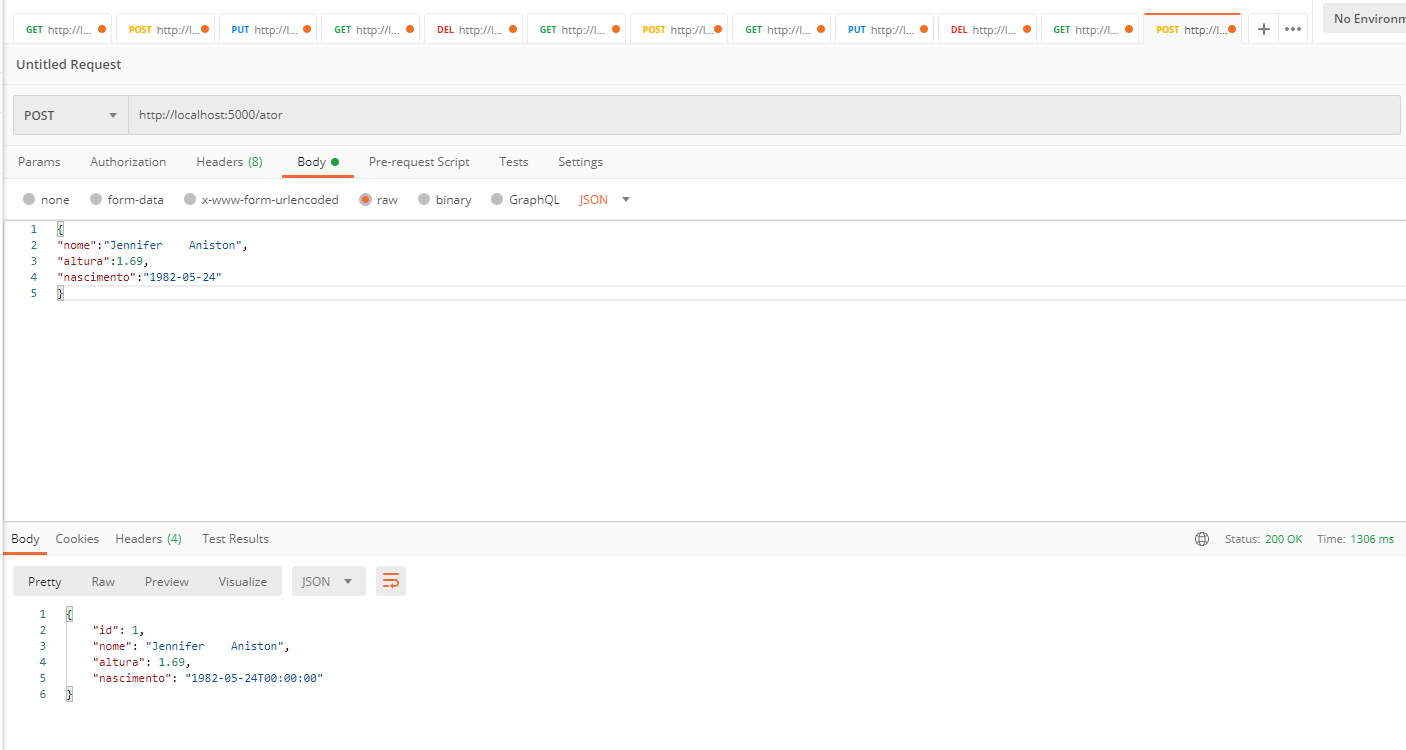 GET http://l... POST http://l... PUT http://l... GET http://l... DEL http://l... GET http://l... POST http://l... GET http://l... PUT http://l... DEL http://l... GET http://l... POST http://l... + ••• No Environm
Untitled Request
POST http://localhost:5000/ator
Params Authorization Headers (8) Body Pre-request Script Tests Settings
none form-data x-www-form-urlencoded raw binary GraphQL JSON
1 {
2 "nome":"Jennifer    Aniston",
3 "altura":1.69,
4 "nascimento":"1982-05-24"
5 }
Body Cookies Headers (4) Test Results Status: 200 OK Time: 1306 ms
Pretty Raw Preview Visualize JSON
1 {
2 "id": 1,
3 "nome": "Jennifer    Aniston",
4 "altura": 1.69,
5 "nascimento": "1982-05-24T00:00:00"
6 }